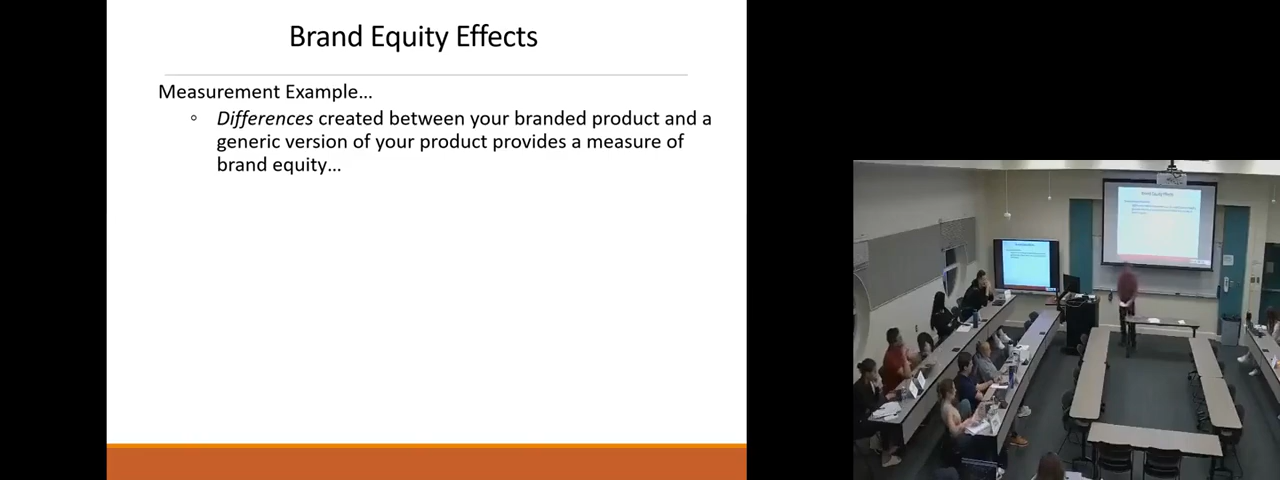 Brand Equity Effects
Measurement Example…
◦ Differences created between your branded product and a
generic version of your product provides a measure of
brand equity…